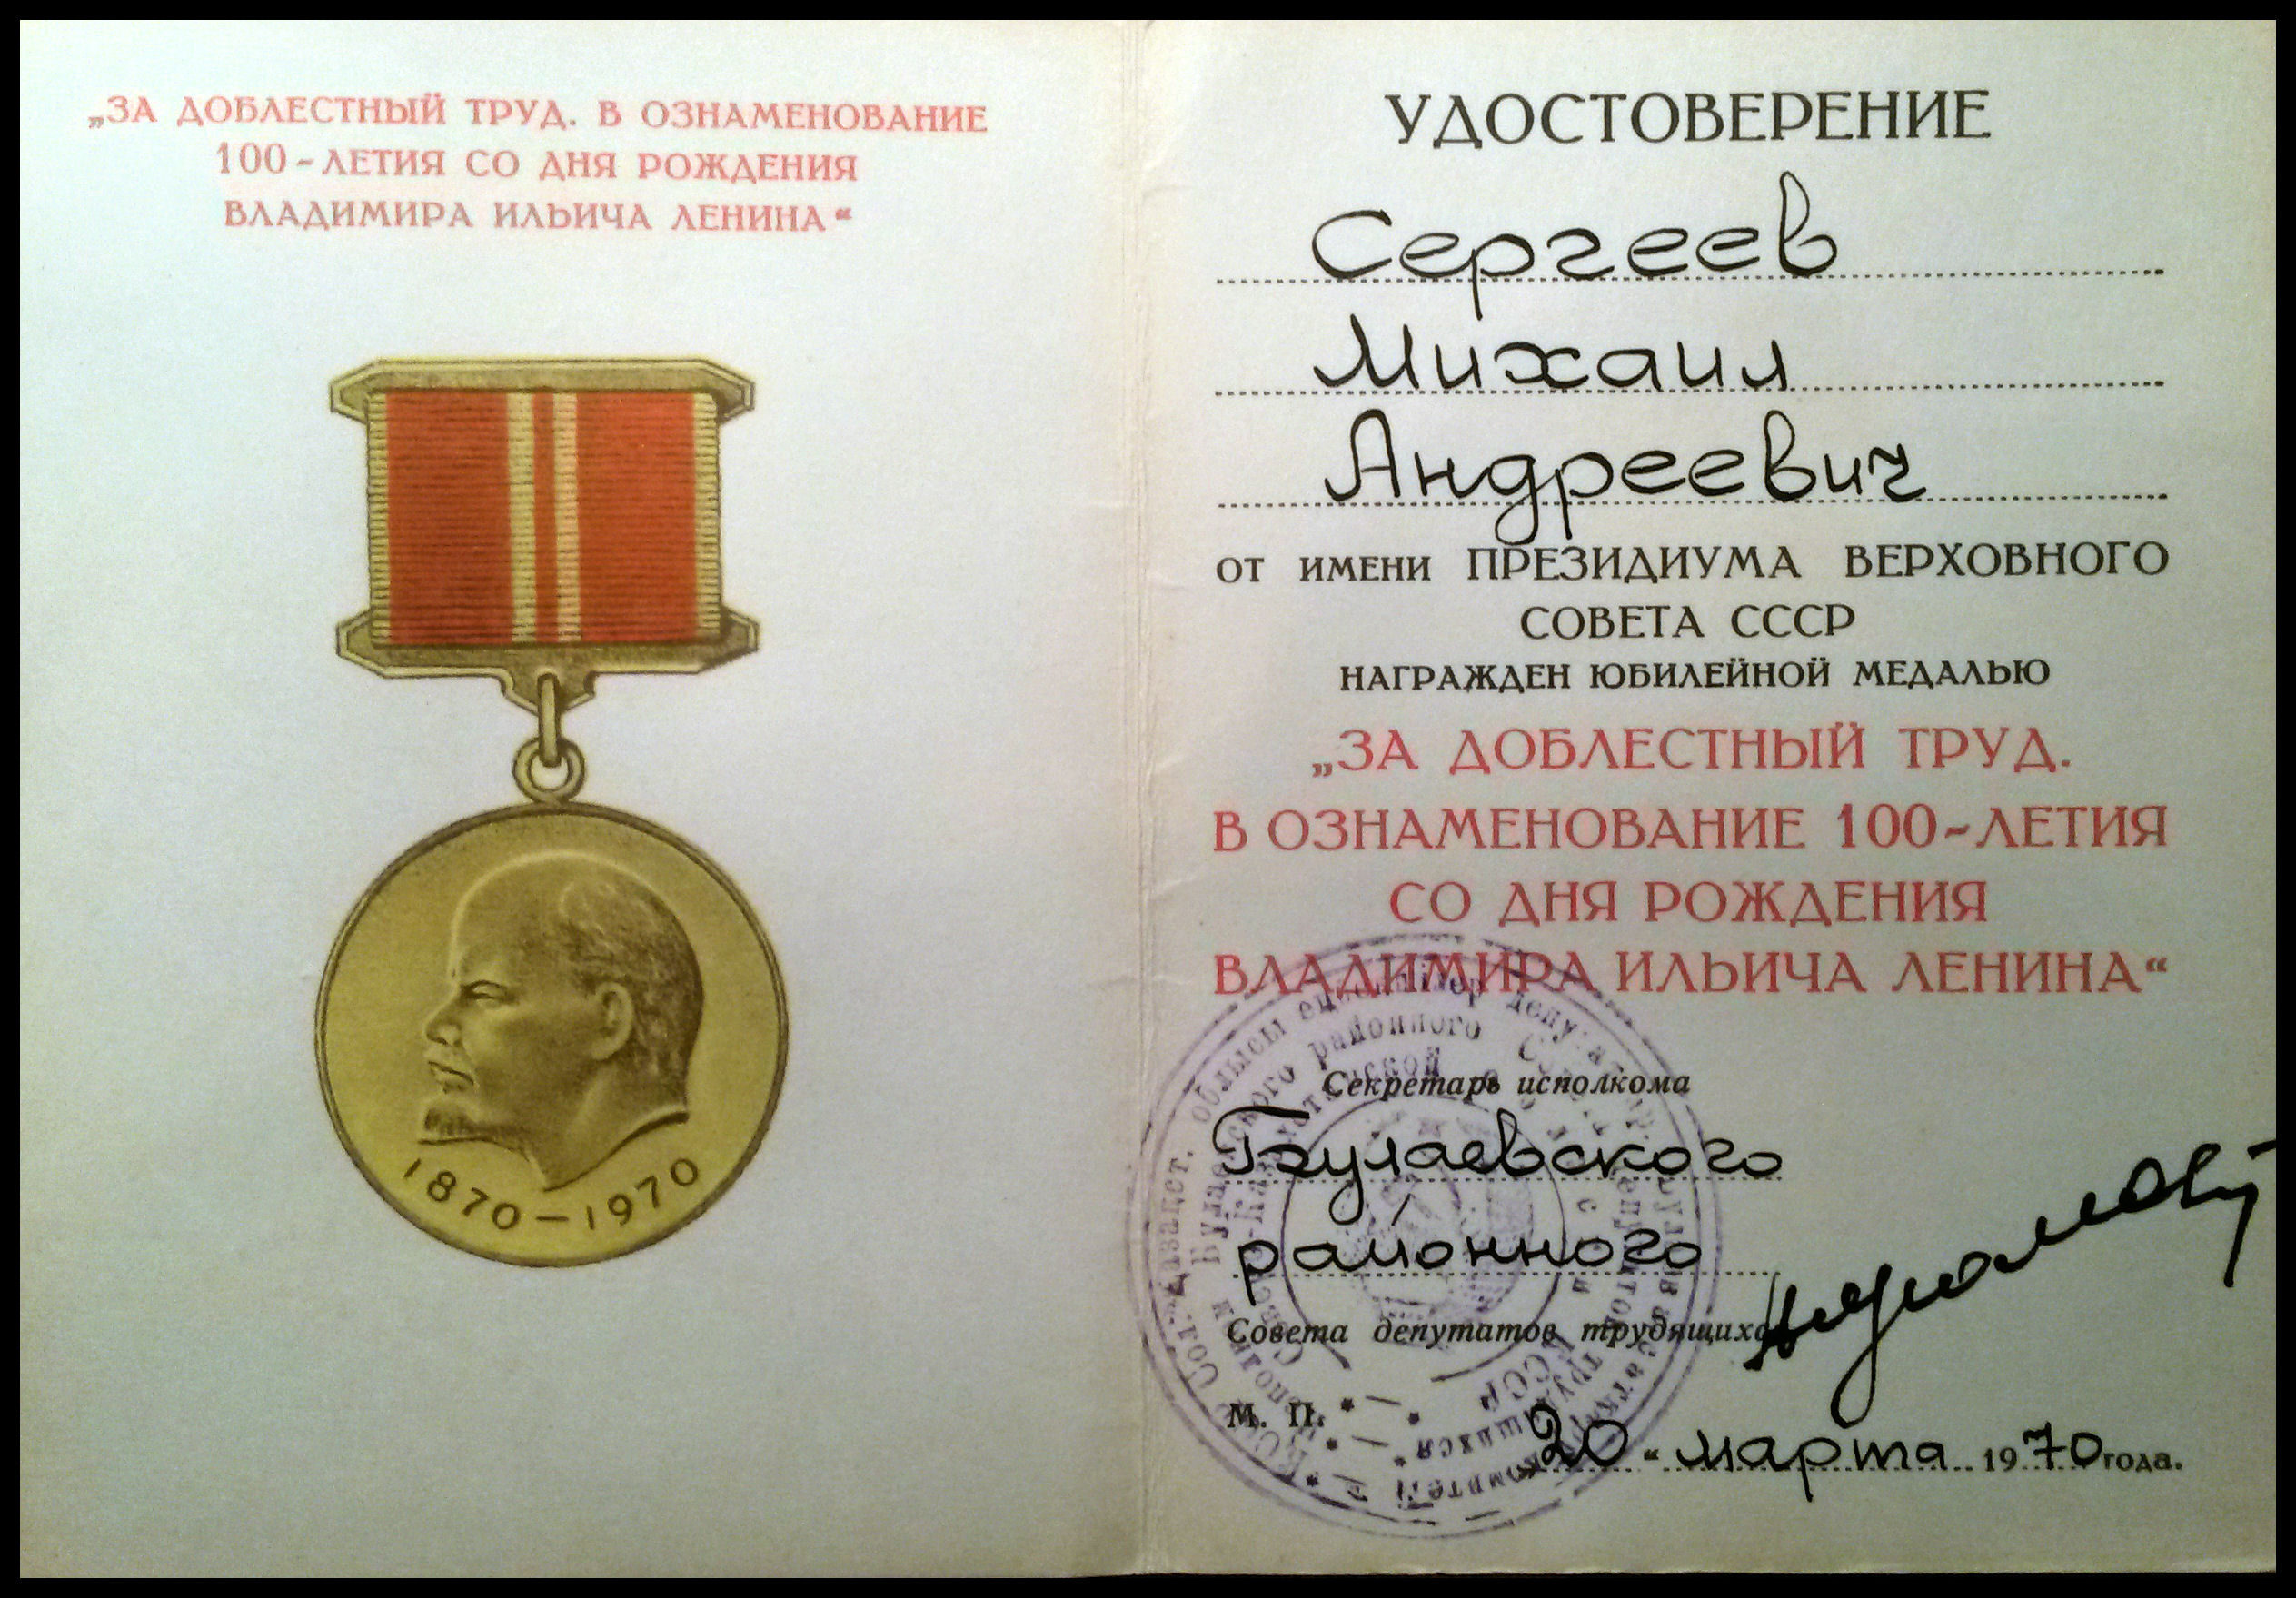 „ЗА ДОБЛЕСТНЫЙ ТРУД. В ОЗНАМЕНОВАНИЕ
100-ЛЕТИЯ СО ДНЯ РОЖДЕНИЯ
ВЛАДИМИРА ИЛЬИЧА ЛЕНИНА“
1870–1970
УДОСТОВЕРЕНИЕ
Сергеев
Михаил
Андреевич
ОТ ИМЕНИ ПРЕЗИДИУМА ВЕРХОВНОГО
СОВЕТА СССР
НАГРАЖДЕН ЮБИЛЕЙНОЙ МЕДАЛЬЮ
„ЗА ДОБЛЕСТНЫЙ ТРУД.
В ОЗНАМЕНОВАНИЕ 100-ЛЕТИЯ
СО ДНЯ РОЖДЕНИЯ
ВЛАДИМИРА ИЛЬИЧА ЛЕНИНА“
Секретарь исполкома
Булаевского
районного
Совета депутатов трудящихся
М. П.
„20“ марта 1970 года.